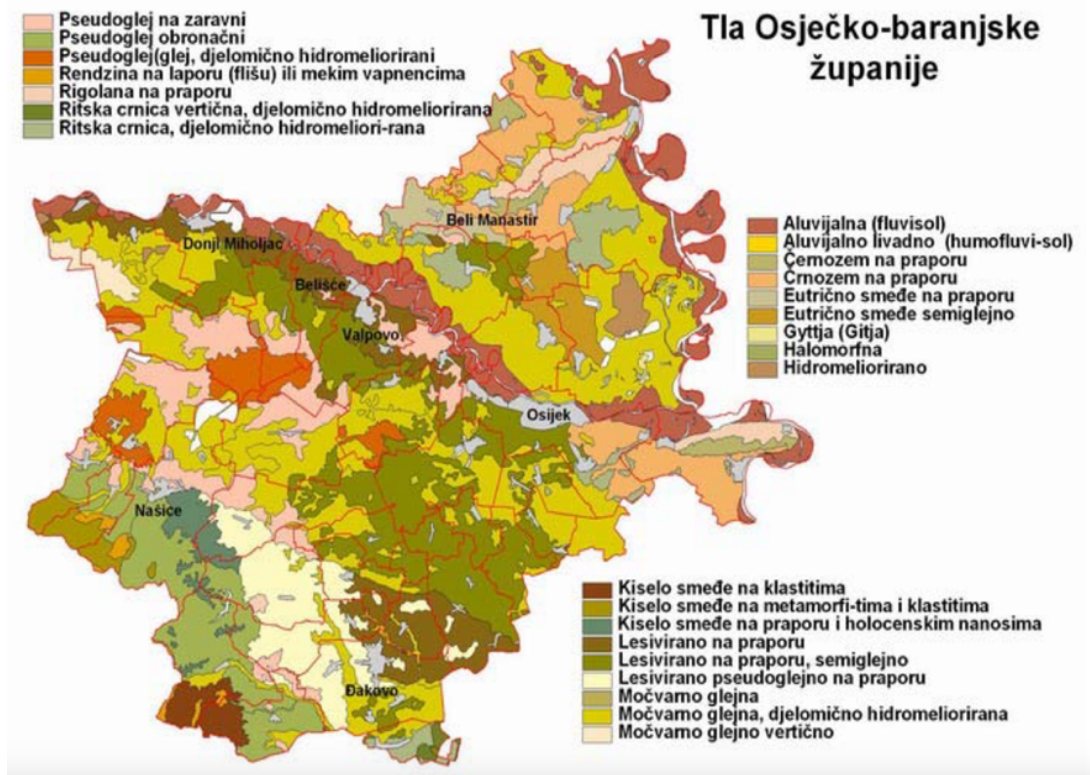 Pseudoglej na zaravni
Pseudoglej obronačni
Pseudoglej(glej, djelomično hidromeliorirani
Rendzina na laporu (flišu) ili mekim vapnencima
Rigolana na praporu
Ritska crnica vertična, djelomično hidromeliorirana
Ritska crnica, djelomično hidromeliori-rana
Tla Osječko-baranjske
županije
Beli Manastir
Donji Miholjac
Belišće
Valpovo
Osijek
Našice
Đakovo
Aluvijalna (fluvisol)
Aluvijalno livadno (humofluvi-sol)
Černozem na praporu
Črnozem na praporu
Eutrično smeđe na praporu
Eutrično smeđe semiglejno
Gyttja (Gitja)
Halomorfna
Hidromeliorirano
Kiselo smeđe na klastitima
Kiselo smeđe na metamorfi-tima i klastitima
Kiselo smeđe na praporu i holocenskim nanosima
Lesivirano na praporu
Lesivirano na praporu, semiglejno
Lesivirano pseudoglejno na praporu
Močvarno glejna
Močvarno glejna, djelomično hidromeliorirana
Močvarno glejno vertično